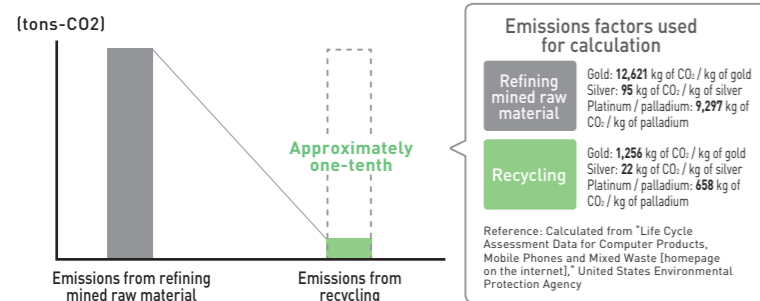 (tons-CO2)
Approximately
one-tenth
Emissions from refining
mined raw material
Emissions from
recycling
Emissions factors used
for calculation
Refining
mined raw
material
Gold: 12,621 kg of CO₂ / kg of gold
Silver: 95 kg of CO₂ / kg of silver
Platinum / palladium: 9,297 kg of
CO₂ / kg of palladium
Recycling
Gold: 1,256 kg of CO₂ / kg of gold
Silver: 22 kg of CO₂ / kg of silver
Platinum / palladium: 658 kg of
CO₂ / kg of palladium
Reference: Calculated from "Life Cycle
Assessment Data for Computer Products,
Mobile Phones and Mixed Waste [homepage
on the internet]," United States Environmental
Protection Agency